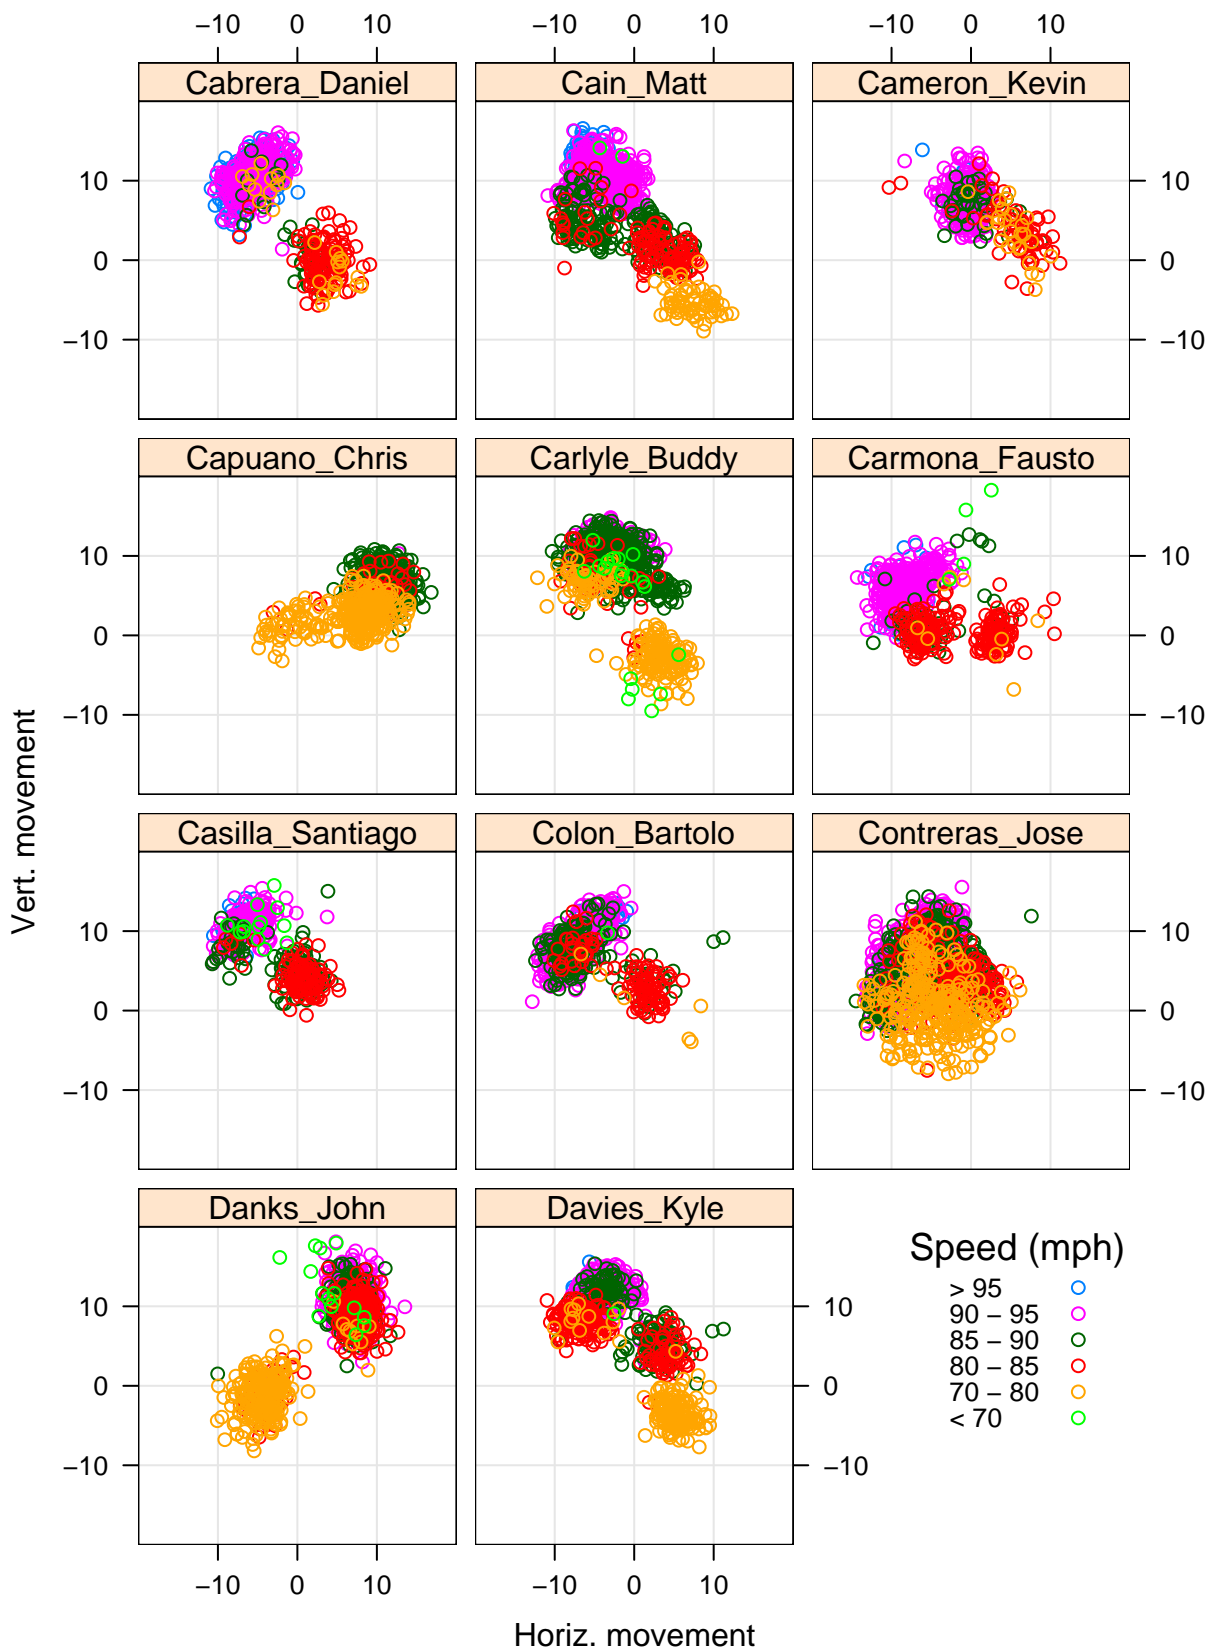 −10 0 10 −10 0 10
Cabrera_Daniel Cain_Matt Cameron_Kevin
10 10
0 0
−10 −10
Capuano_Chris Carlyle_Buddy Carmona_Fausto
10 10
0 0
−10 −10
Vert. movement
Casilla_Santiago Colon_Bartolo Contreras_Jose
10 10
0 0
−10 −10
Danks_John Davies_Kyle
Speed (mph)
> 95
90 − 95
85 − 90
80 − 85
70 − 80
< 70
10 10
0 0
−10 −10
−10 0 10 −10 0 10
Horiz. movement